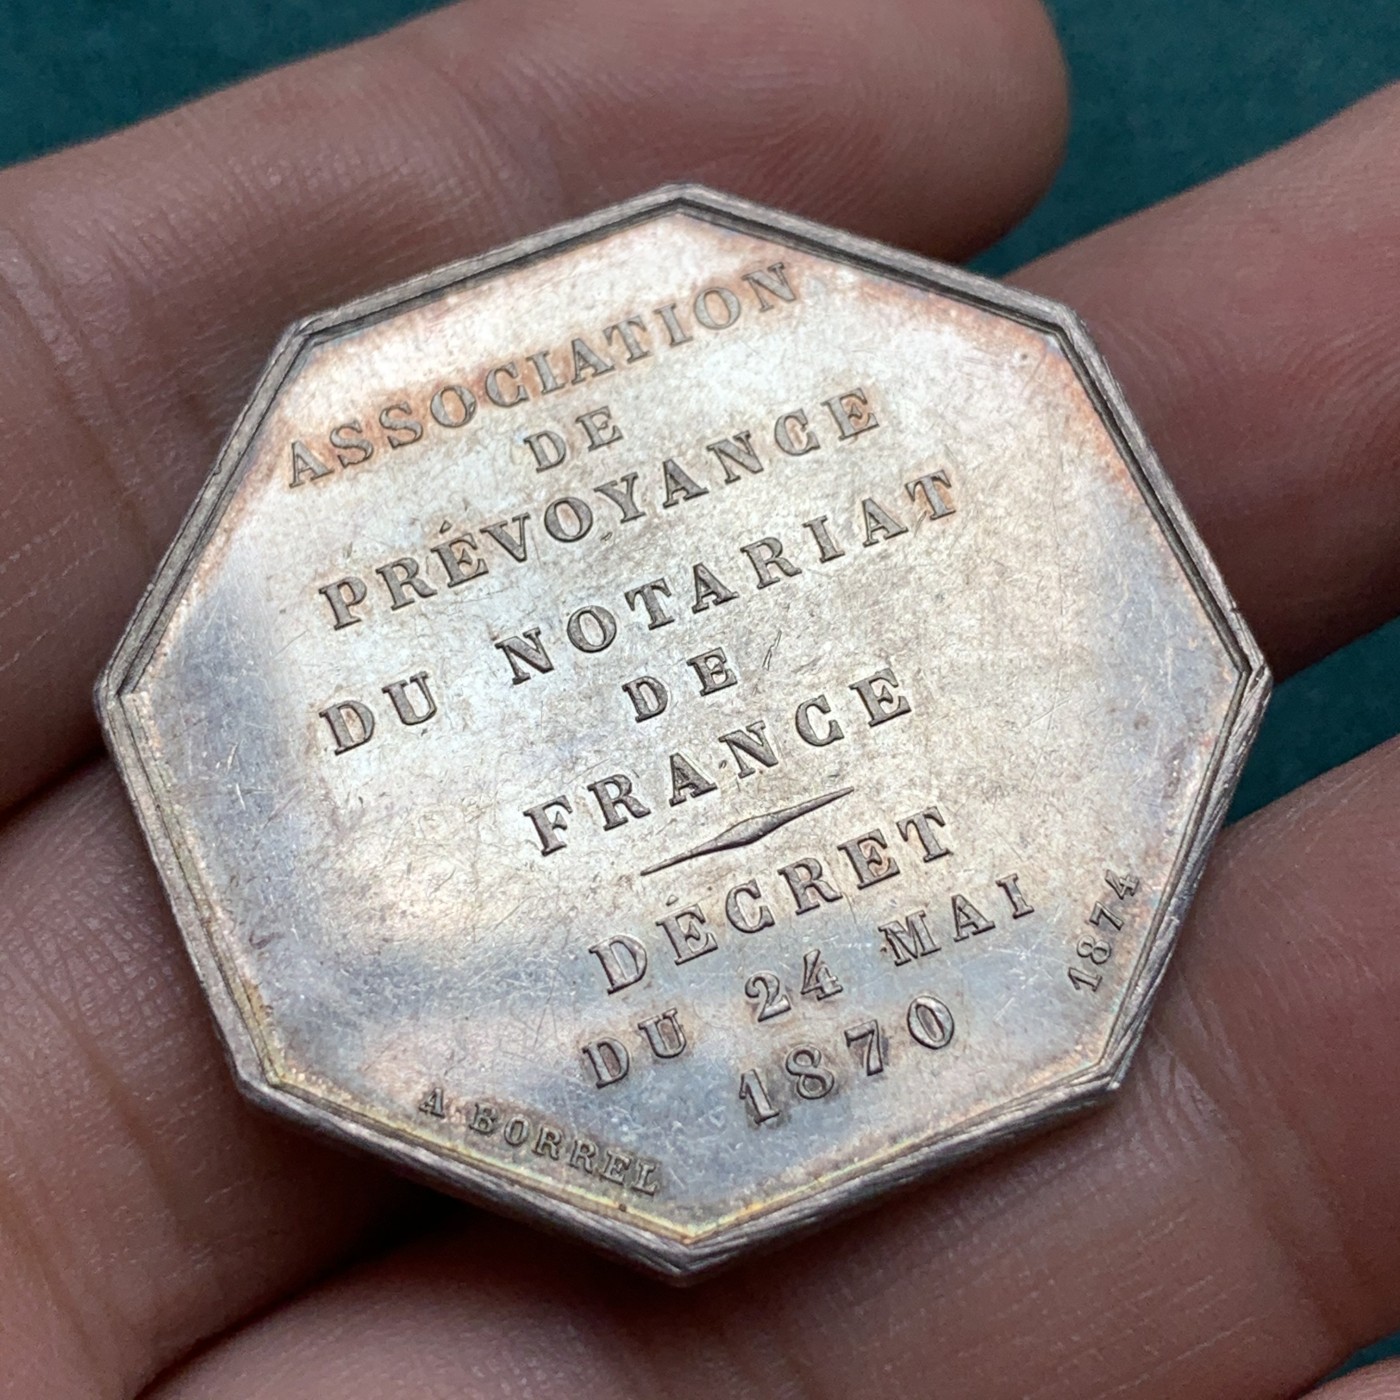 ASSOCIATION
DE
PRÉVOYANCE
DU NOTARIAT
DE
FRANCE
DÉCRET
DU 24 MAI
1870
A BORREL
1874